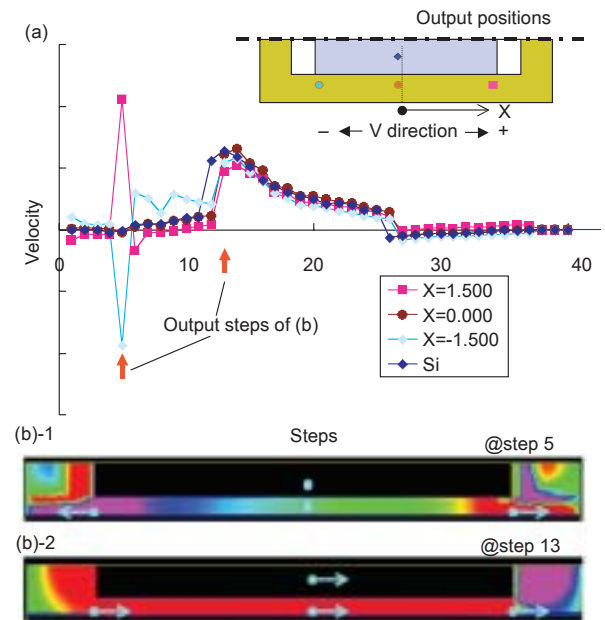 Output positions
(a)
X
– V direction +
Velocity
0
10
20
30
40
Output steps of (b)
X=1.500
X=0.000
X=-1.500
Si
Steps
(b)-1
@step 5
(b)-2
@step 13